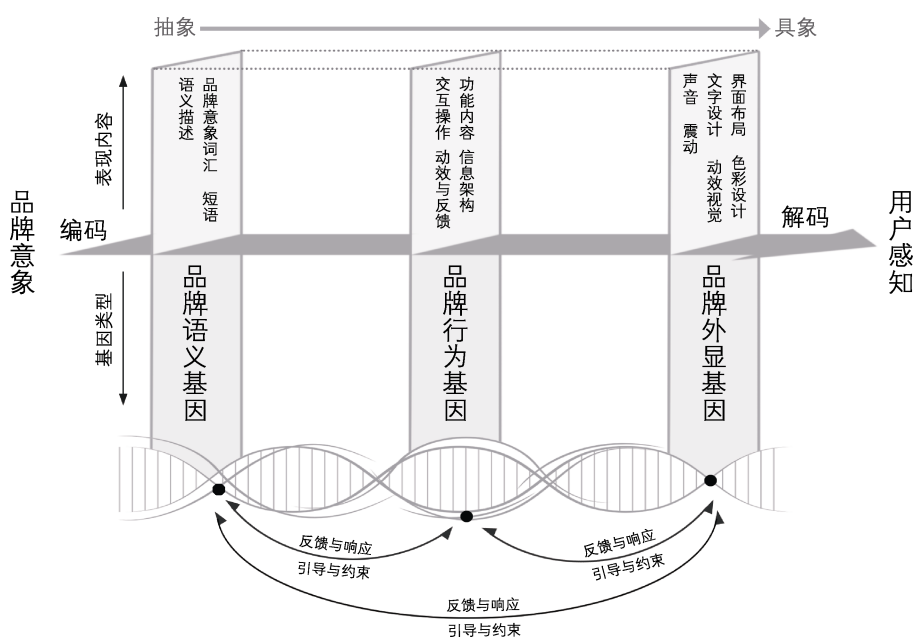 抽象
具象
表现内容
品牌意象词汇 短语
语义描述
功能内容 信息架构
交互操作 动效与反馈
界面布局 色彩设计
文字设计 动效视觉
声音 震动
品牌意象
编码
解码
用户感知
基因类型
品牌语义基因
品牌行为基因
品牌外显基因
反馈与响应
引导与约束
反馈与响应
引导与约束
反馈与响应
引导与约束